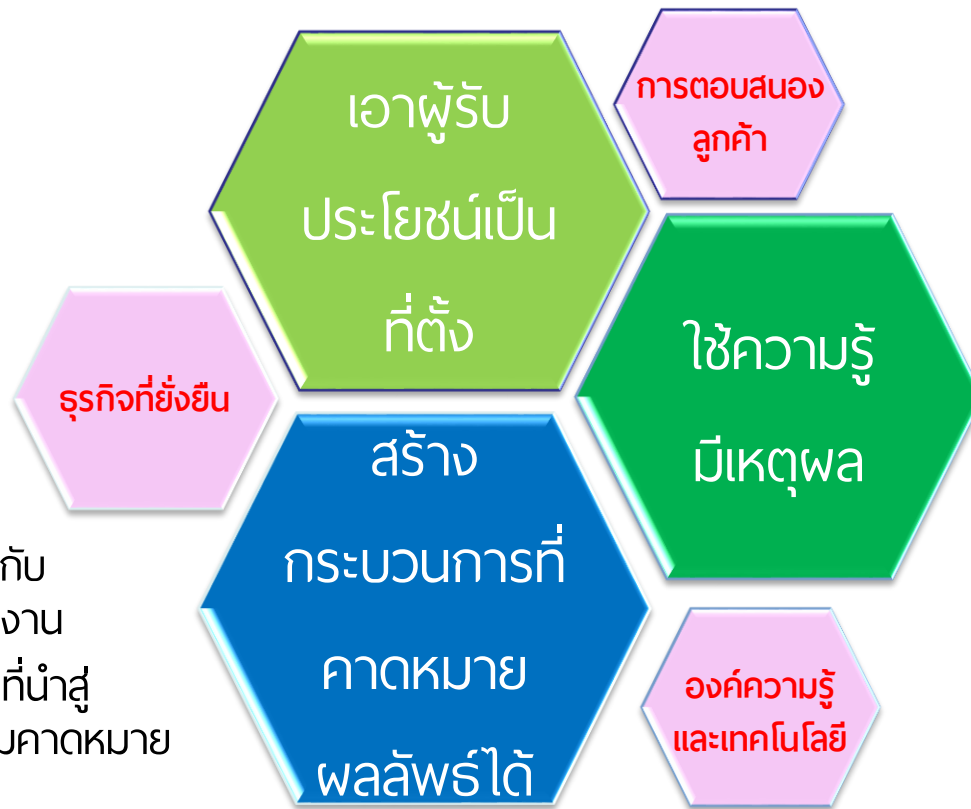 เอาผู้รับ
ประโยชน์เป็น
ที่ตั้ง
การตอบสนอง
ลูกค้า
ใช้ความรู้
มีเหตุผล
ธุรกิจที่ยั่งยืน
สร้าง
กระบวนการที่
คาดหมาย
ผลลัพธ์ได้
กับ
งาน
ที่นำสู่
คาดหมาย
องค์ความรู้
และเทคโนโลยี